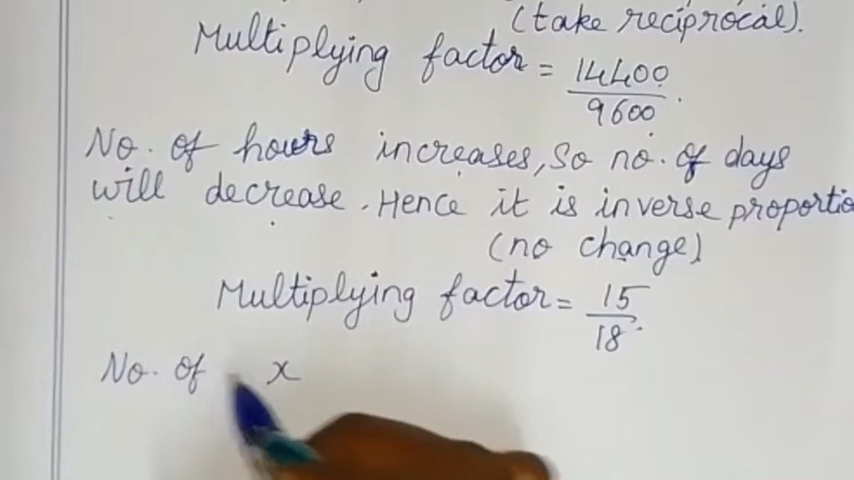 (take reciprocal).
Multiplying factor = 14400/9600.
No. of hours increases, so no. of days
will decrease. Hence it is inverse proportio
(no change)
Multiplying factor = 15/18.
No. of x